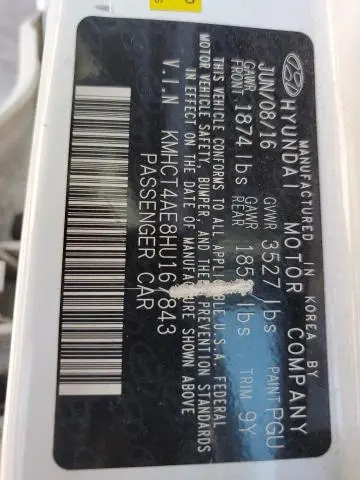 MANUFACTURED IN KOREA BY
HYUNDAI MOTOR COMPANY
JUN/08/16 GVWR 3527 lbs PAINT PGU
GAWR FRONT 1874 lbs GAWR REAR lbs TRIM 9Y
THIS VEHICLE CONFORMS TO ALL APPLICABLE U.S.A FEDERAL
MOTOR VEHICLE SAFETY, BUMPER, AND THEFT PREVENTION STANDARDS
IN EFFECT ON THE DATE OF MANUFACTURE SHOWN ABOVE
V.I.N
PASSENGER CAR